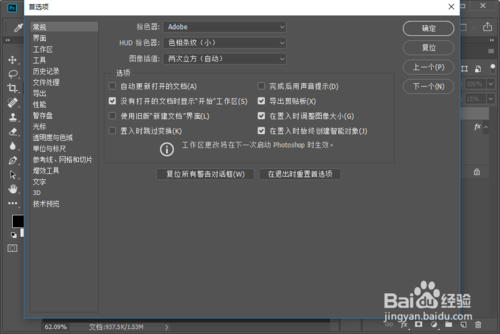 Ps
首选项
常规
界面
工作区
工具
历史记录
文件处理
导出
性能
暂存盘
光标
透明度与色域
单位与标尺
参考线、网格和切片
增效工具
文字
3D
技术预览
拾色器: Adobe
HUD 拾色器: 色相条纹（小）
图像插值: 两次立方（自动）
选项
自动更新打开的文档(A) 完成后用声音提示(D)
没有打开的文档时显示"开始"工作区(S) 导出剪贴板(X)
使用旧版"新建文档"界面(L) 在置入时调整图像大小(G)
置入时跳过变换(K) 在置入时始终创建智能对象(J)
工作区更改将在下一次启动 Photoshop 时生效。
复位所有警告对话框(W) 在退出时重置首选项
确定
复位
上一个(P)
下一个(N)
62.09% 文档:937.5K/1.53M
Baidu经验
jingyan.baidu.com